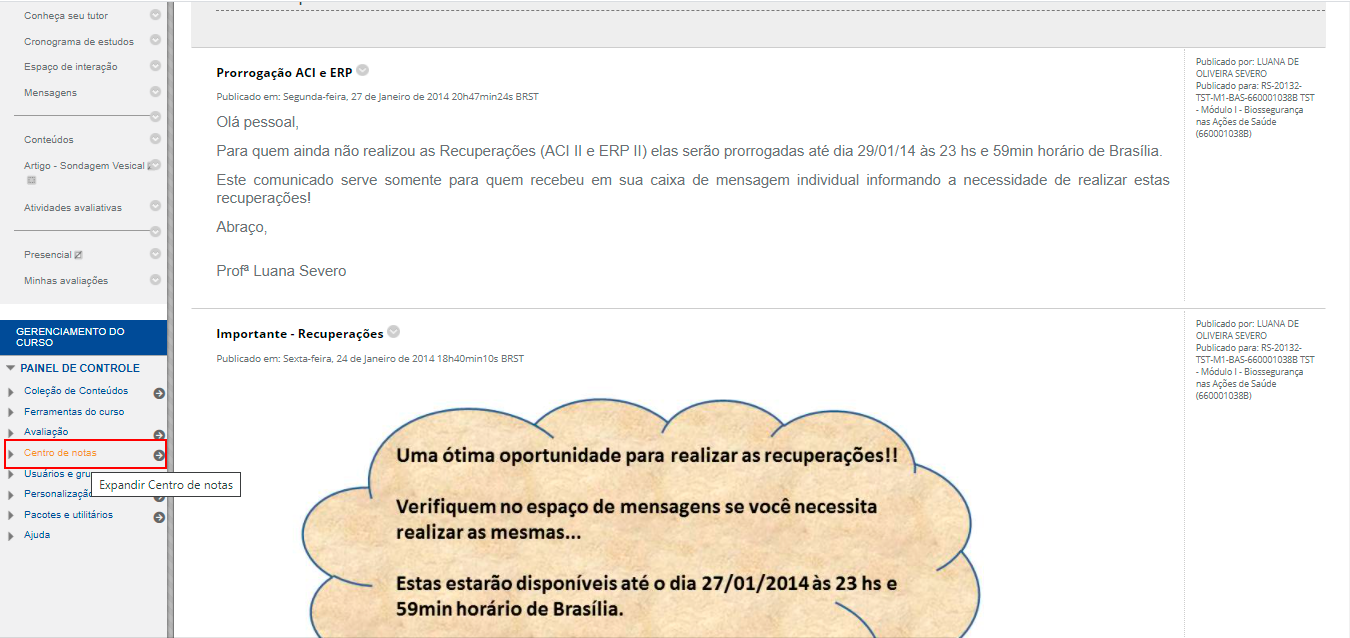 Conheça seu tutor
Cronograma de estudos
Espaço de interação
Mensagens
Conteúdos
Artigo - Sondagem Vesical
Atividades avaliativas
Presencial
Minhas avaliações
GERENCIAMENTO DO
CURSO
PAINEL DE CONTROLE
Coleção de Conteúdos
Ferramentas do curso
Avaliação
Centro de notas
Usuários e gru
Expandir Centro de notas
Personalização
Pacotes e utilitários
Ajuda
Prorrogação ACI e ERP
Publicado em: Segunda-feira, 27 de Janeiro de 2014 20h47min24s BRST
Olá pessoal,
Para quem ainda não realizou as Recuperações (ACI II e ERP II) elas serão prorrogadas até dia 29/01/14 às 23 hs e 59min horário de Brasília.
Este comunicado serve somente para quem recebeu em sua caixa de mensagem individual informando a necessidade de realizar estas
recuperações!
Abraço,
Profª Luana Severo
Publicado por: LUANA DE
OLIVEIRA SEVERO
Publicado para: RS-20132-
TST-M1-BAS-660001038B TST
- Módulo I - Biossegurança
nas Ações de Saúde
(660001038B)
Importante - Recuperações
Publicado em: Sexta-feira, 24 de Janeiro de 2014 18h40min10s BRST
Uma ótima oportunidade para realizar as recuperações!!
Verifiquem no espaço de mensagens se você necessita
realizar as mesmas...
Estas estarão disponíveis até o dia 27/01/2014 às 23 hs e
59min horário de Brasília.
Publicado por: LUANA DE
OLIVEIRA SEVERO
Publicado para: RS-20132-
TST-M1-BAS-660001038B TST
- Módulo I - Biossegurança
nas Ações de Saúde
(660001038B)